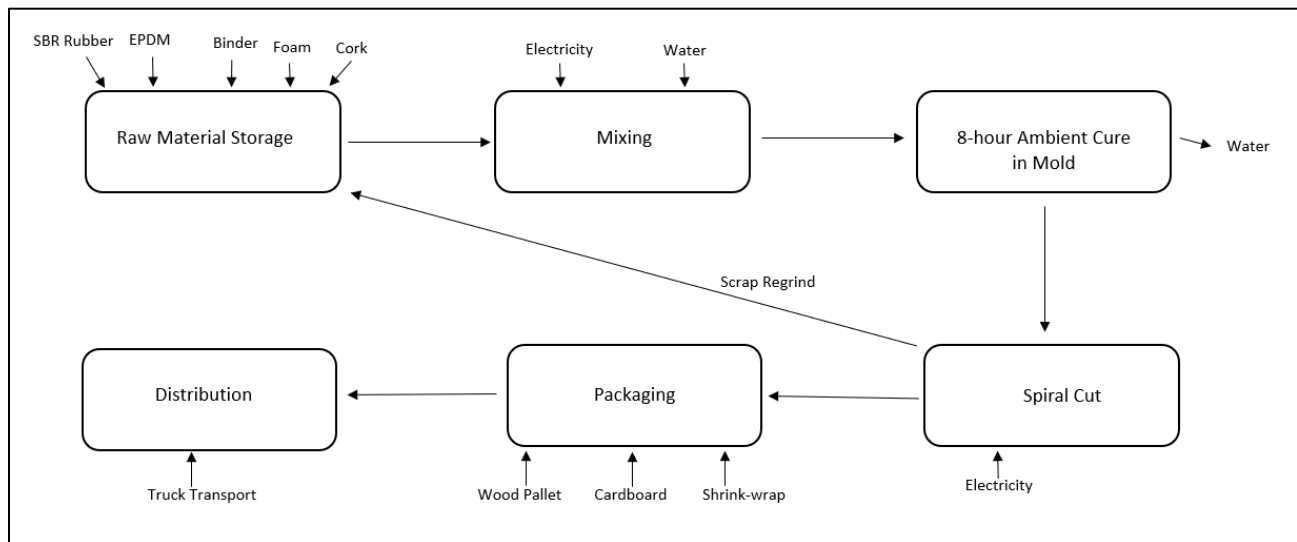 SBR Rubber
EPDM
Binder
Foam
Cork
Electricity
Water
Raw Material Storage
Mixing
8-hour Ambient Cure
in Mold
Water
Scrap Regrind
Distribution
Packaging
Spiral Cut
Truck Transport
Wood Pallet
Cardboard
Shrink-wrap
Electricity